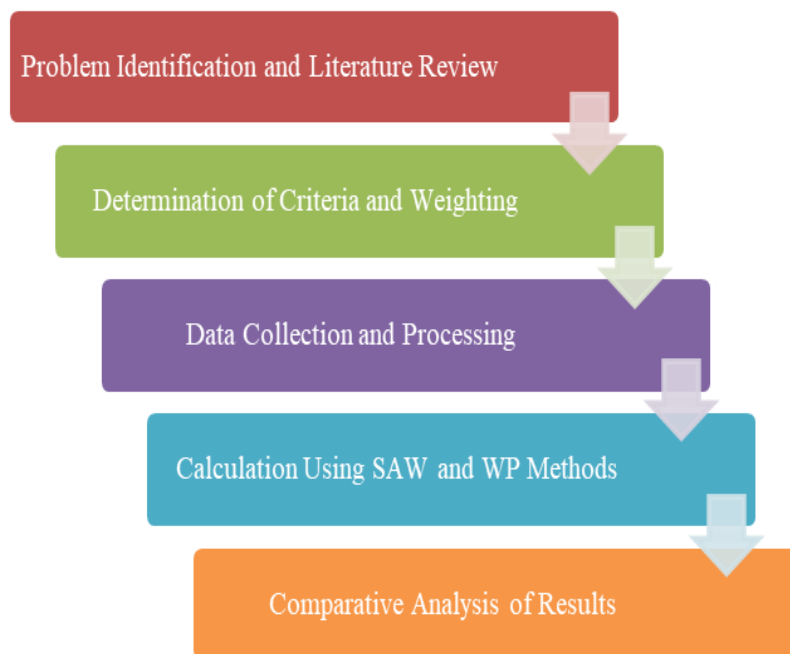 Problem Identification and Literature Review
Determination of Criteria and Weighting
Data Collection and Processing
Calculation Using SAW and WP Methods
Comparative Analysis of Results